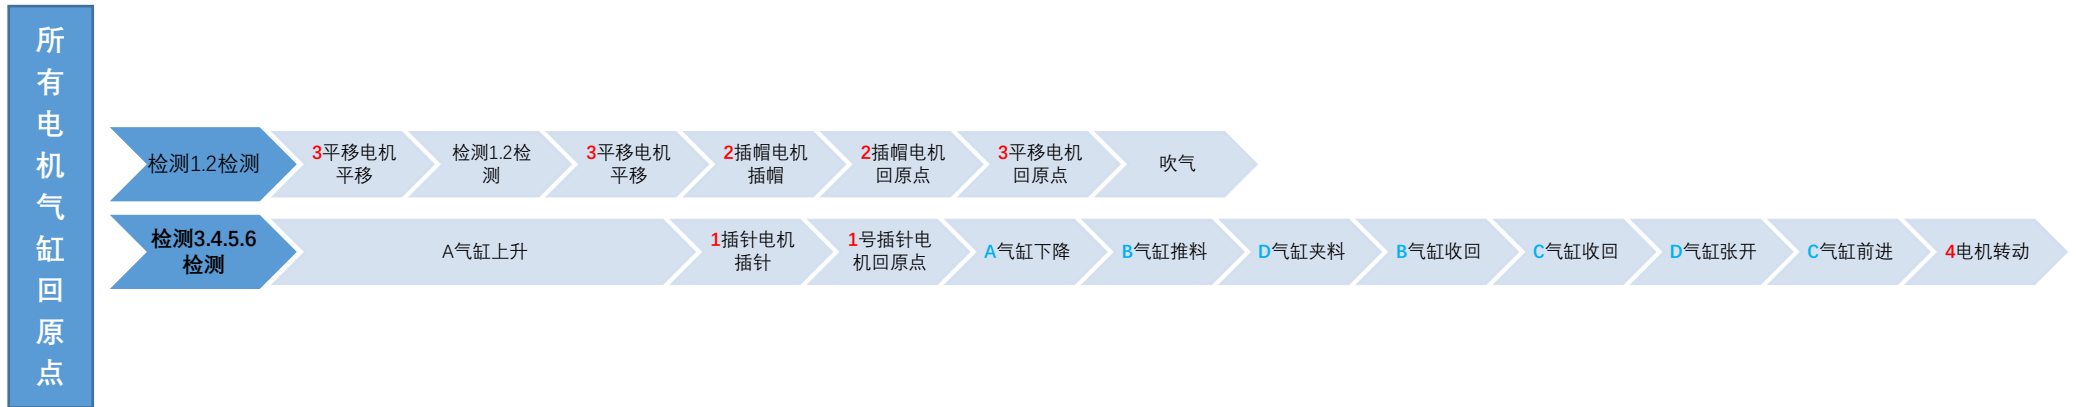 所
有
电
机
气
缸
回
原
点
检测1.2检测
3平移电机
平移
检测1.2检
测
3平移电机
平移
2插帽电机
插帽
2插帽电机
回原点
3平移电机
回原点
吹气
检测3.4.5.6
检测
A气缸上升
1插针电机
插针
1号插针电
机回原点
A气缸下降
B气缸推料
D气缸夹料
B气缸收回
C气缸收回
D气缸张开
C气缸前进
4电机转动